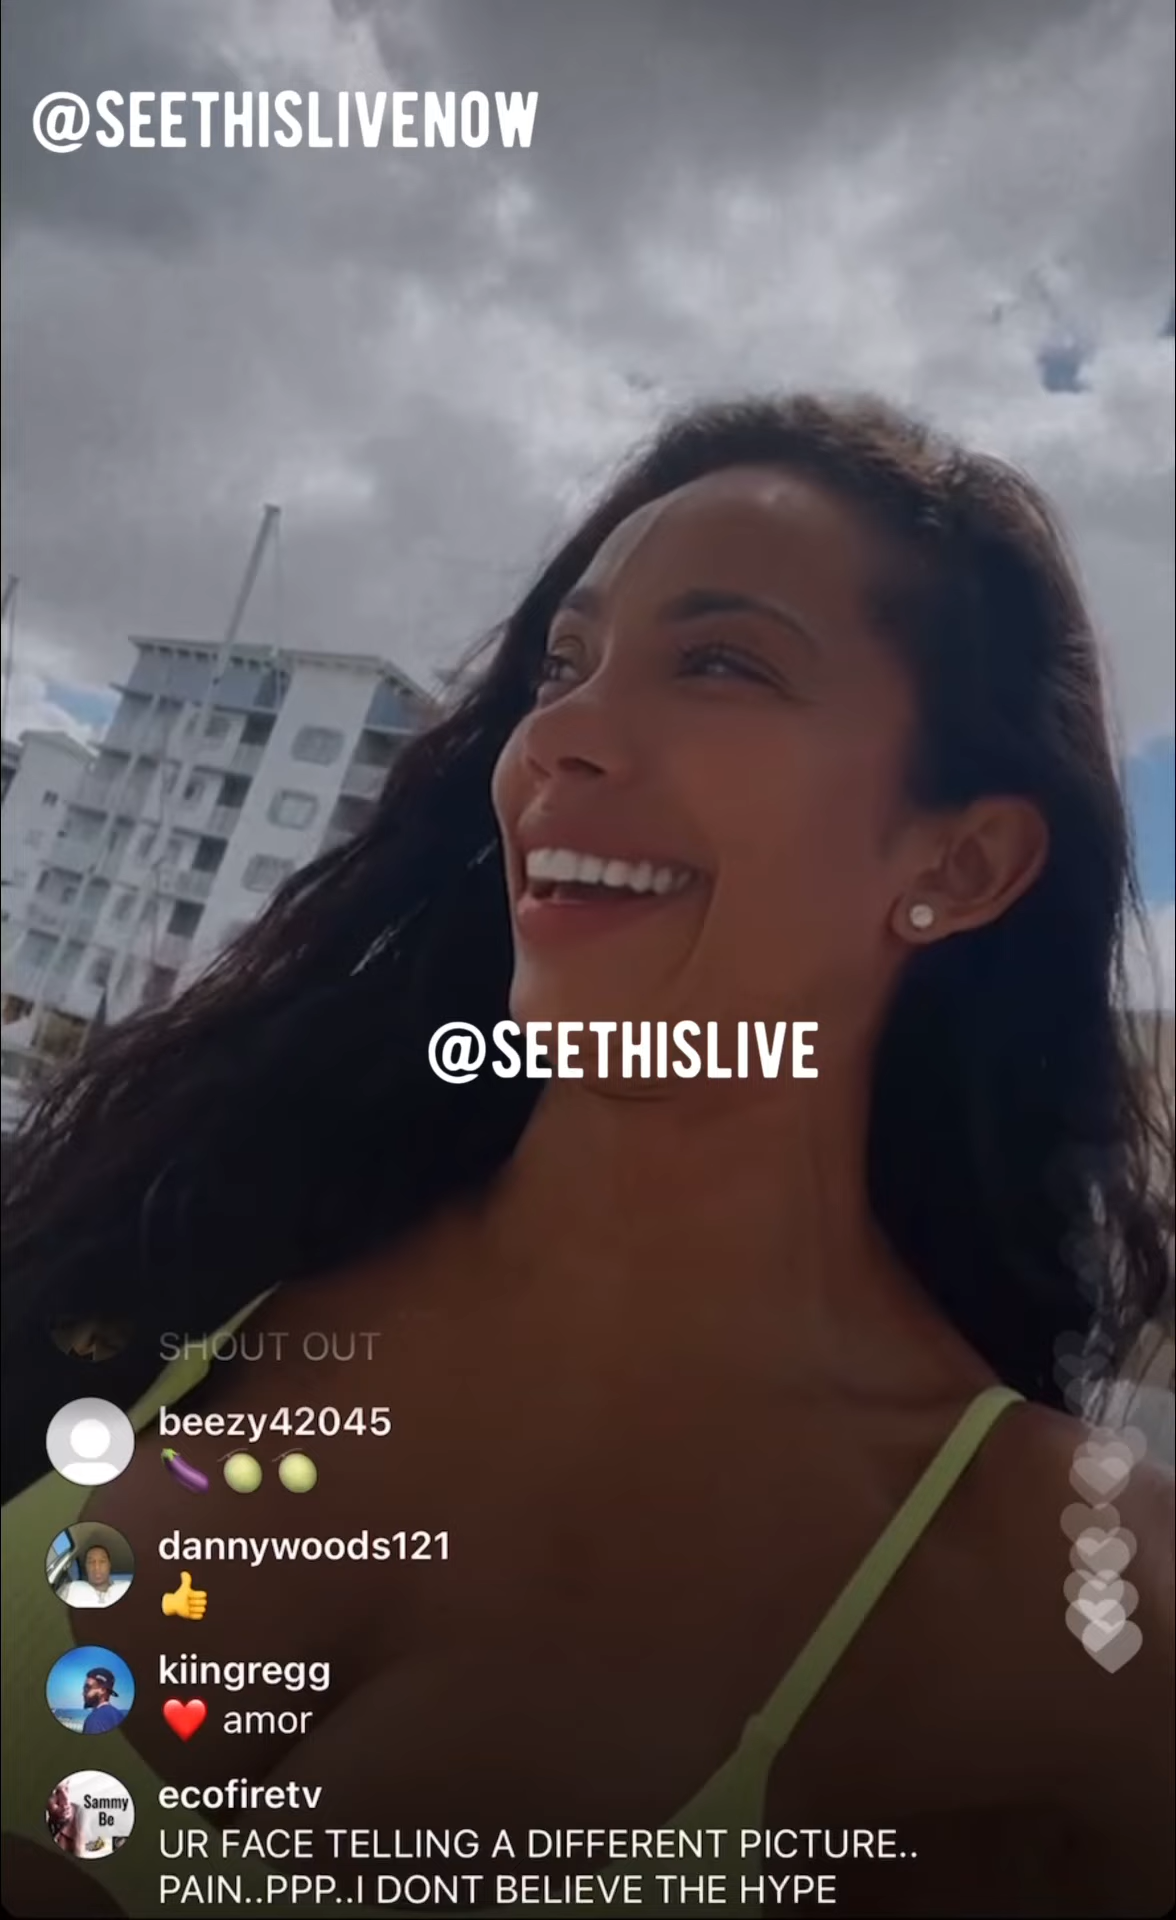 @SEETHISLIVENOW
@SEETHISLIVE
SHOUT OUT
beezy42045
🍆🍈🍈
dannywoods121
👍
kiingregg
❤️ amor
Sammy
Be
ecofiretv
UR FACE TELLING A DIFFERENT PICTURE..
PAIN..PPP..I DONT BELIEVE THE HYPE